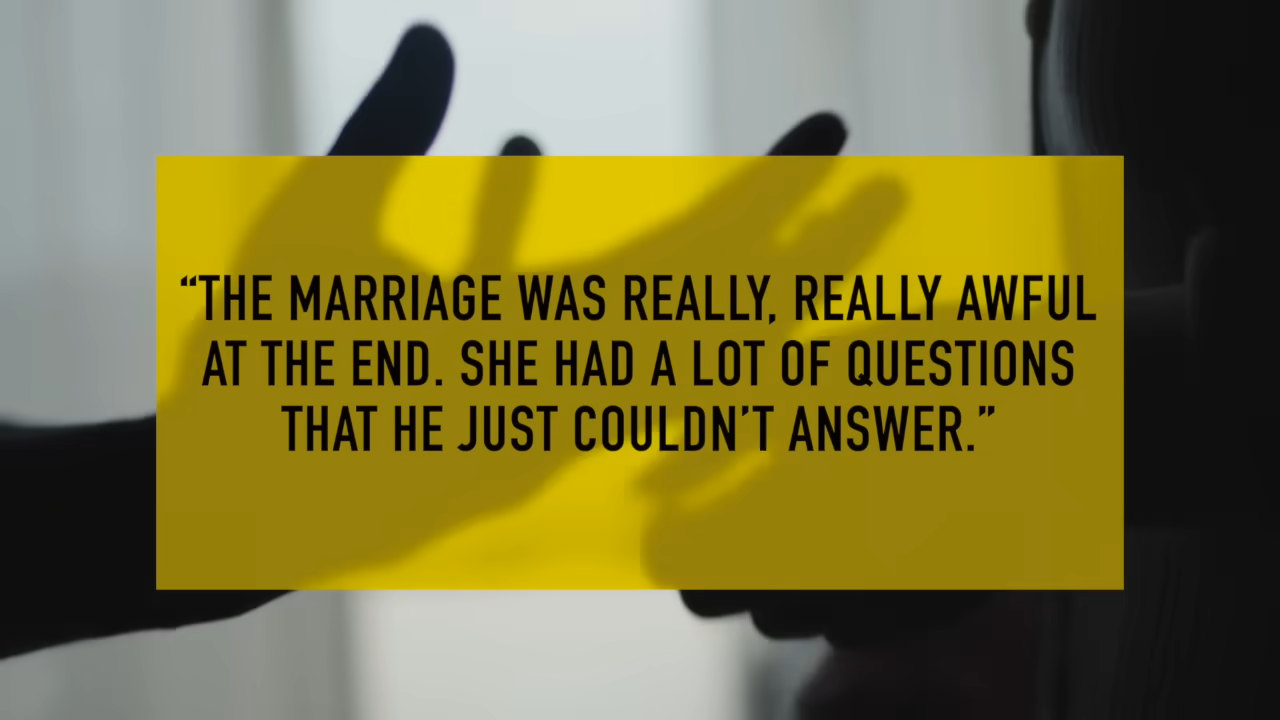 “THE MARRIAGE WAS REALLY, REALLY AWFUL
AT THE END. SHE HAD A LOT OF QUESTIONS
THAT HE JUST COULDN’T ANSWER.”